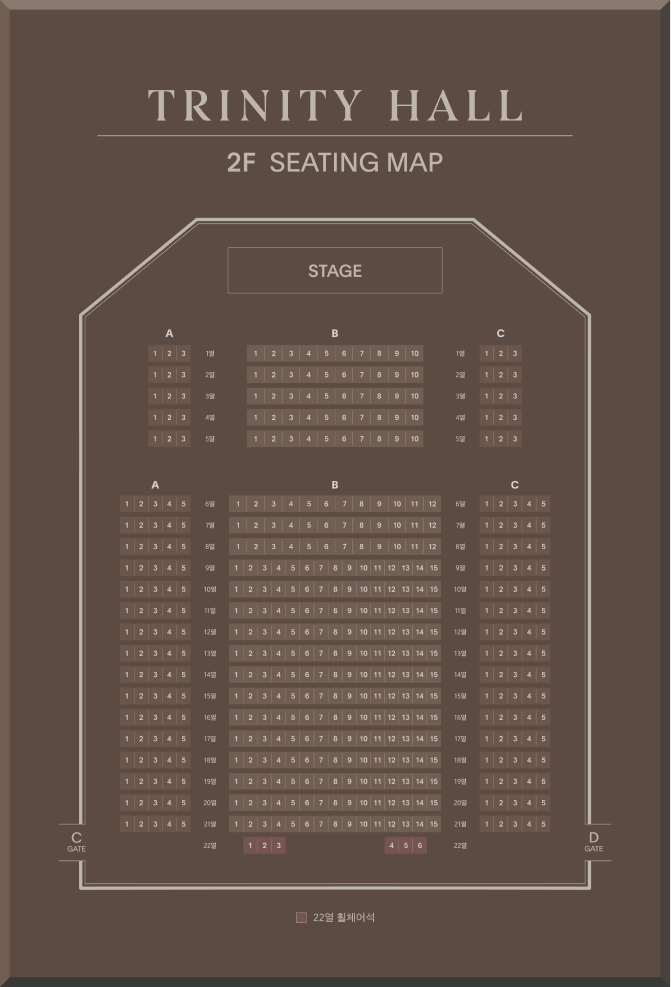 TRINITY HALL
2F SEATING MAP
STAGE
A B C
1 2 3 1열 1 2 3 4 5 6 7 8 9 10 1열 1 2 3
1 2 3 2열 1 2 3 4 5 6 7 8 9 10 2열 1 2 3
1 2 3 3열 1 2 3 4 5 6 7 8 9 10 3열 1 2 3
1 2 3 4열 1 2 3 4 5 6 7 8 9 10 4열 1 2 3
1 2 3 5열 1 2 3 4 5 6 7 8 9 10 5열 1 2 3
A B C
1 2 3 4 5 6열 1 2 3 4 5 6 7 8 9 10 11 12 6열 1 2 3 4 5
1 2 3 4 5 7열 1 2 3 4 5 6 7 8 9 10 11 12 7열 1 2 3 4 5
1 2 3 4 5 8열 1 2 3 4 5 6 7 8 9 10 11 12 8열 1 2 3 4 5
1 2 3 4 5 9열 1 2 3 4 5 6 7 8 9 10 11 12 13 14 15 9열 1 2 3 4 5
1 2 3 4 5 10열 1 2 3 4 5 6 7 8 9 10 11 12 13 14 15 10열 1 2 3 4 5
1 2 3 4 5 11열 1 2 3 4 5 6 7 8 9 10 11 12 13 14 15 11열 1 2 3 4 5
1 2 3 4 5 12열 1 2 3 4 5 6 7 8 9 10 11 12 13 14 15 12열 1 2 3 4 5
1 2 3 4 5 13열 1 2 3 4 5 6 7 8 9 10 11 12 13 14 15 13열 1 2 3 4 5
1 2 3 4 5 14열 1 2 3 4 5 6 7 8 9 10 11 12 13 14 15 14열 1 2 3 4 5
1 2 3 4 5 15열 1 2 3 4 5 6 7 8 9 10 11 12 13 14 15 15열 1 2 3 4 5
1 2 3 4 5 16열 1 2 3 4 5 6 7 8 9 10 11 12 13 14 15 16열 1 2 3 4 5
1 2 3 4 5 17열 1 2 3 4 5 6 7 8 9 10 11 12 13 14 15 17열 1 2 3 4 5
1 2 3 4 5 18열 1 2 3 4 5 6 7 8 9 10 11 12 13 14 15 18열 1 2 3 4 5
1 2 3 4 5 19열 1 2 3 4 5 6 7 8 9 10 11 12 13 14 15 19열 1 2 3 4 5
1 2 3 4 5 20열 1 2 3 4 5 6 7 8 9 10 11 12 13 14 15 20열 1 2 3 4 5
1 2 3 4 5 21열 1 2 3 4 5 6 7 8 9 10 11 12 13 14 15 21열 1 2 3 4 5
C D
22열 1 2 3 4 5 6 22열
GATE GATE
22열 휠체어석